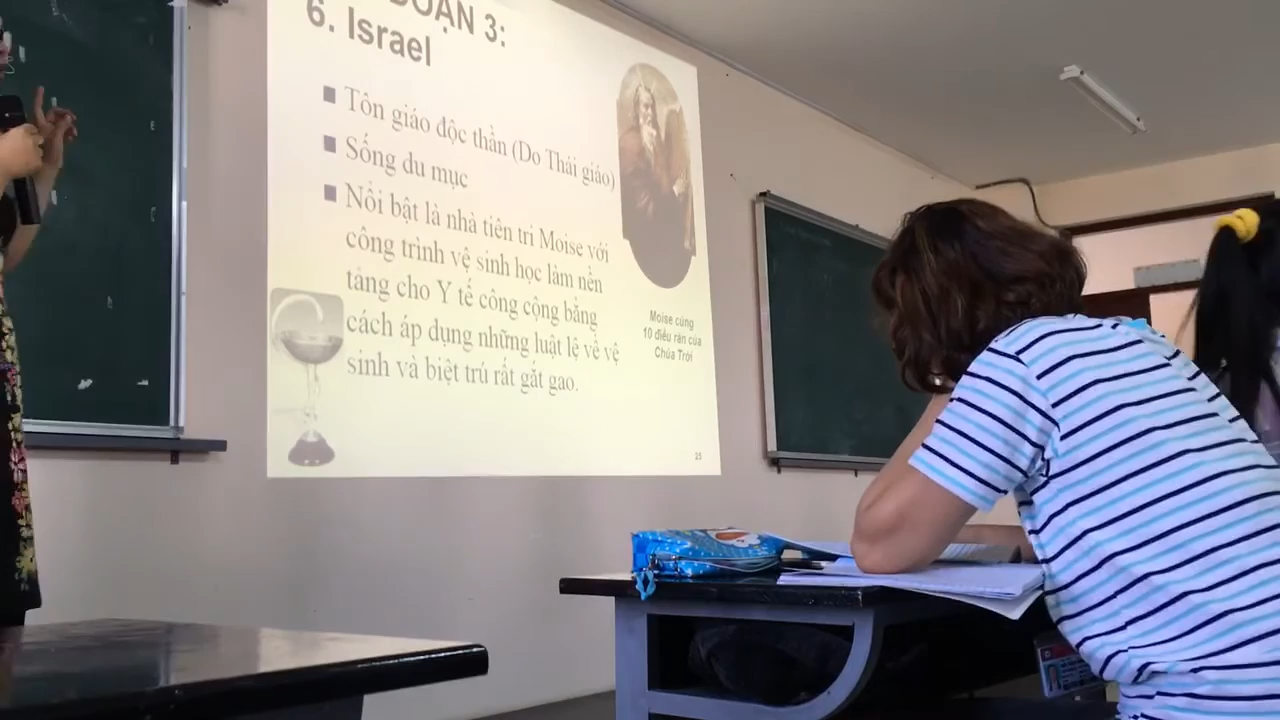 ĐOẠN 3:
6. Israel
Tôn giáo độc thần (Do Thái giáo)
Sống du mục
Nổi bật là nhà tiên tri Moise với
công trình vệ sinh học làm nền
tảng cho Y tế công cộng bằng
cách áp dụng những luật lệ về vệ
sinh và biệt trú rất gắt gao.
Moise cùng
10 điều răn của
Chúa Trời
25